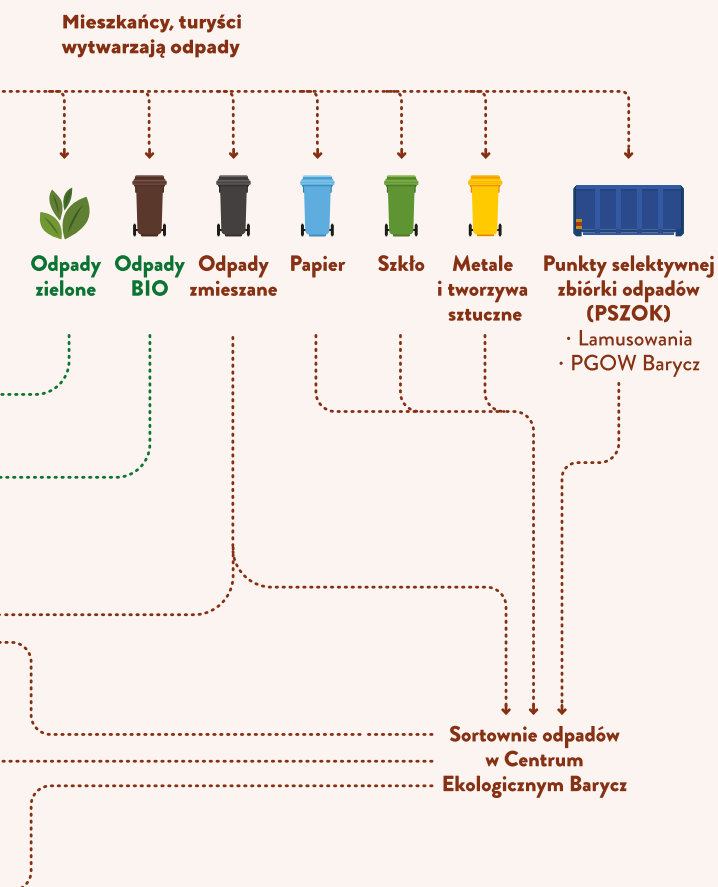 Mieszkańcy, turyści
wytwarzają odpady
Odpady
zielone
Odpady
BIO
Odpady
zmieszane
Papier
Szkło
Metale
i tworzywa
sztuczne
Punkty selektywnej
zbiórki odpadów
(PSZOK)
· Lamusowania
· PGOW Barycz
Sortownie odpadów
w Centrum
Ekologicznym Barycz